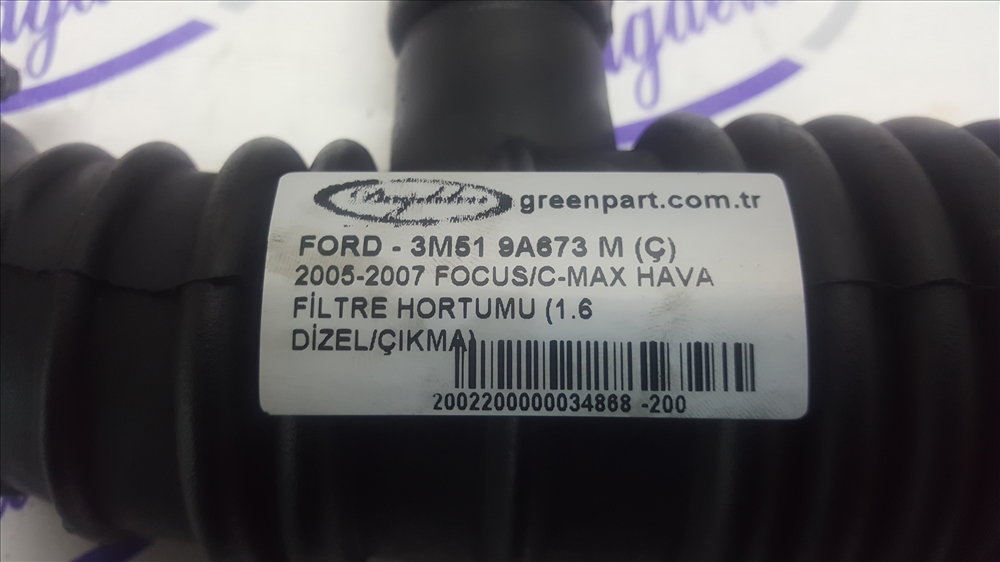 greenpart.com.tr
FORD - 3M51 9A673 M (Ç)
2005-2007 FOCUS/C-MAX HAVA
FİLTRE HORTUMU (1.6
DİZEL/ÇIKMA)
2002200000034868 -200